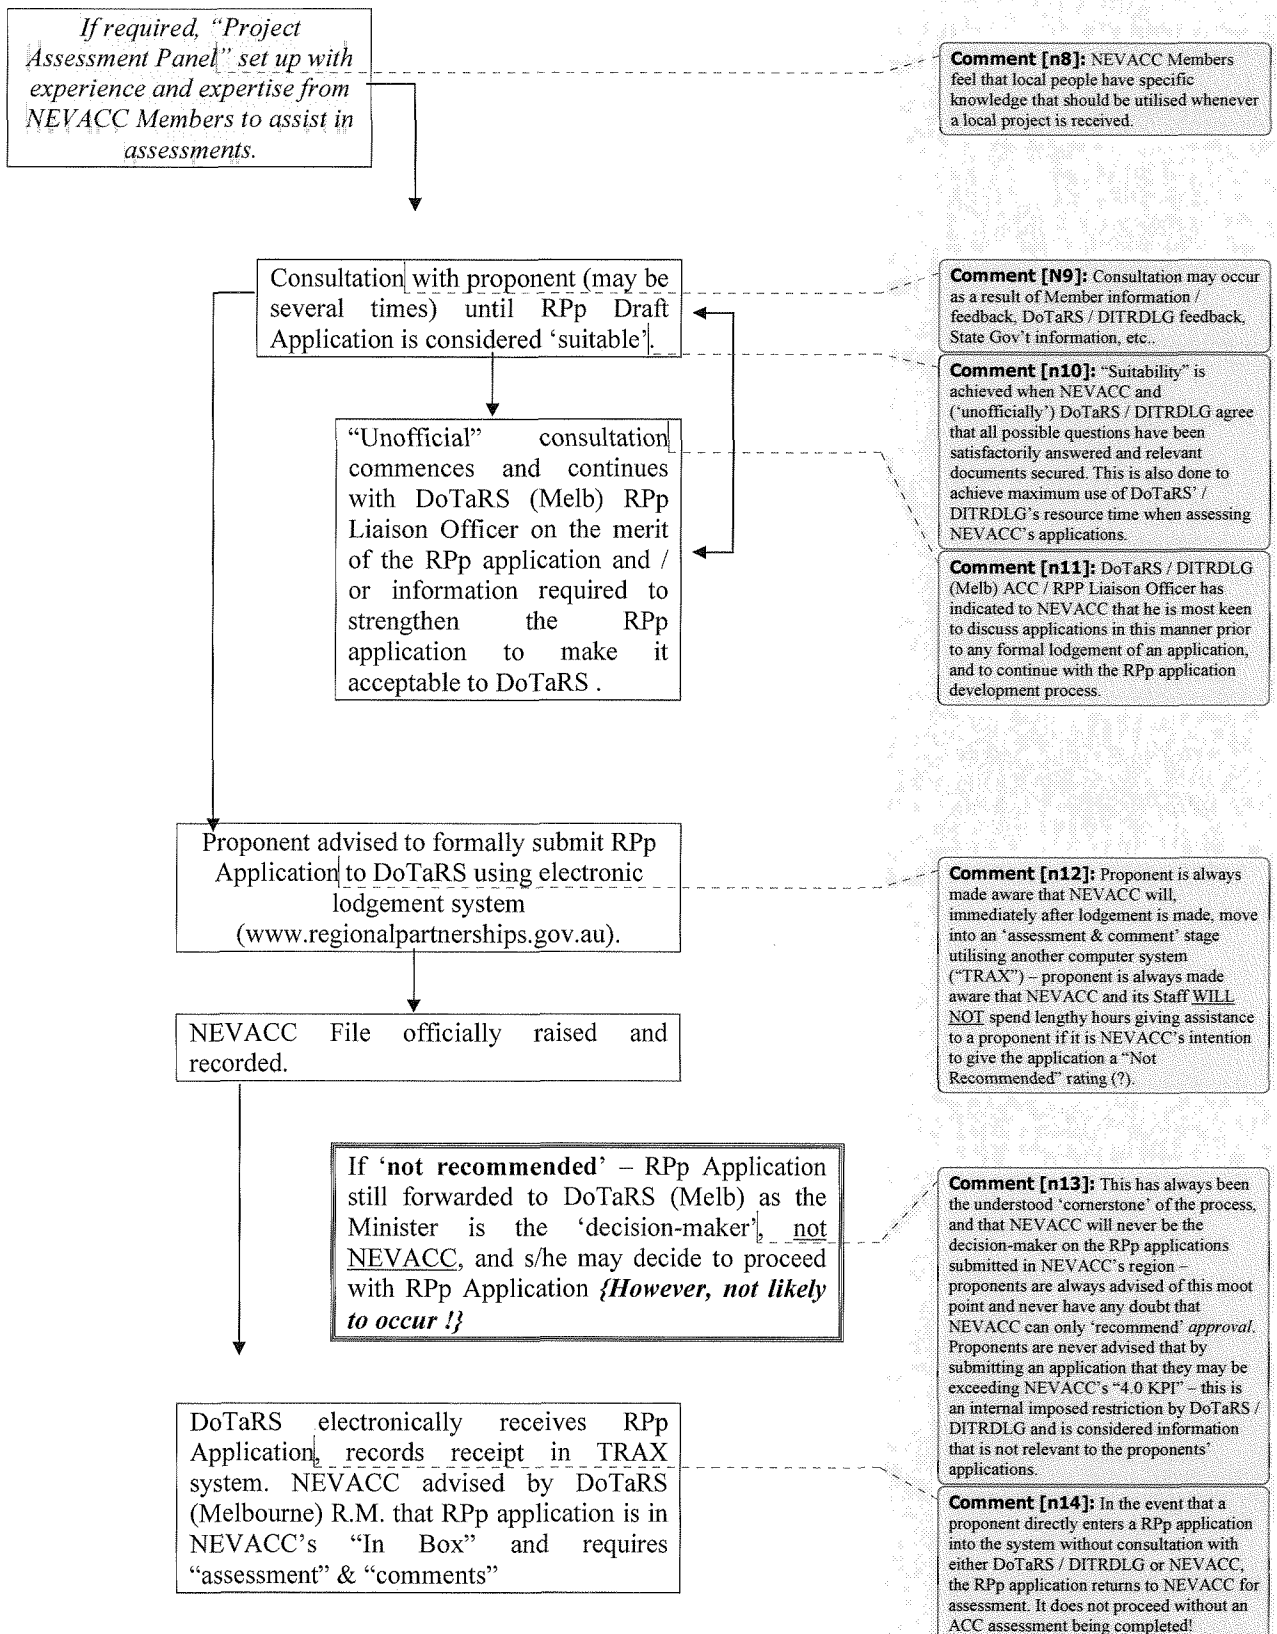 If required, “Project
Assessment Panel” set up with
experience and expertise from
NEVACC Members to assist in
assessments.
Comment [n8]: NEVACC Members
feel that local people have specific
knowledge that should be utilised whenever
a local project is received.
Consultation with proponent (may be
several times) until RPp Draft
Application is considered ‘suitable’.
Comment [N9]: Consultation may occur
as a result of Member information /
feedback, DoTaRS / DITRDLG feedback,
State Gov't information, etc..
Comment [n10]: “Suitability” is
achieved when NEVACC and
(‘unofficially’) DoTaRS / DITRDLG agree
that all possible questions have been
satisfactorily answered and relevant
documents secured. This is also done to
achieve maximum use of DoTaRS’ /
DITRDLG's resource time when assessing
NEVACC's applications.
“Unofficial” consultation
commences and continues
with DoTaRS (Melb) RPp
Liaison Officer on the merit
of the RPp application and /
or information required to
strengthen the RPp
application to make it
acceptable to DoTaRS .
Comment [n11]: DoTaRS / DITRDLG
(Melb) ACC / RPP Liaison Officer has
indicated to NEVACC that he is most keen
to discuss applications in this manner prior
to any formal lodgement of an application,
and to continue with the RPp application
development process.
Proponent advised to formally submit RPp
Application to DoTaRS using electronic
lodgement system
(www.regionalpartnerships.gov.au).
Comment [n12]: Proponent is always
made aware that NEVACC will,
immediately after lodgement is made, move
into an ‘assessment & comment’ stage
utilising another computer system
(“TRAX”) – proponent is always made
aware that NEVACC and its Staff WILL
NOT spend lengthy hours giving assistance
to a proponent if it is NEVACC's intention
to give the application a “Not
Recommended” rating (?).
NEVACC File officially raised and
recorded.
If ‘not recommended’ – RPp Application
still forwarded to DoTaRS (Melb) as the
Minister is the ‘decision-maker’, not
NEVACC, and s/he may decide to proceed
with RPp Application {However, not likely
to occur !}
Comment [n13]: This has always been
the understood ‘cornerstone’ of the process,
and that NEVACC will never be the
decision-maker on the RPp applications
submitted in NEVACC's region –
proponents are always advised of this moot
point and never have any doubt that
NEVACC can only ‘recommend’ approval.
Proponents are never advised that by
submitting an application that they may be
exceeding NEVACC's “4.0 KPI” – this is
an internal imposed restriction by DoTaRS /
DITRDLG and is considered information
that is not relevant to the proponents’
applications.
DoTaRS electronically receives RPp
Application, records receipt in TRAX
system. NEVACC advised by DoTaRS
(Melbourne) R.M. that RPp application is in
NEVACC's “In Box” and requires
“assessment” & “comments”
Comment [n14]: In the event that a
proponent directly enters a RPp application
into the system without consultation with
either DoTaRS / DITRDLG or NEVACC,
the RPp application returns to NEVACC for
assessment. It does not proceed without an
ACC assessment being completed!